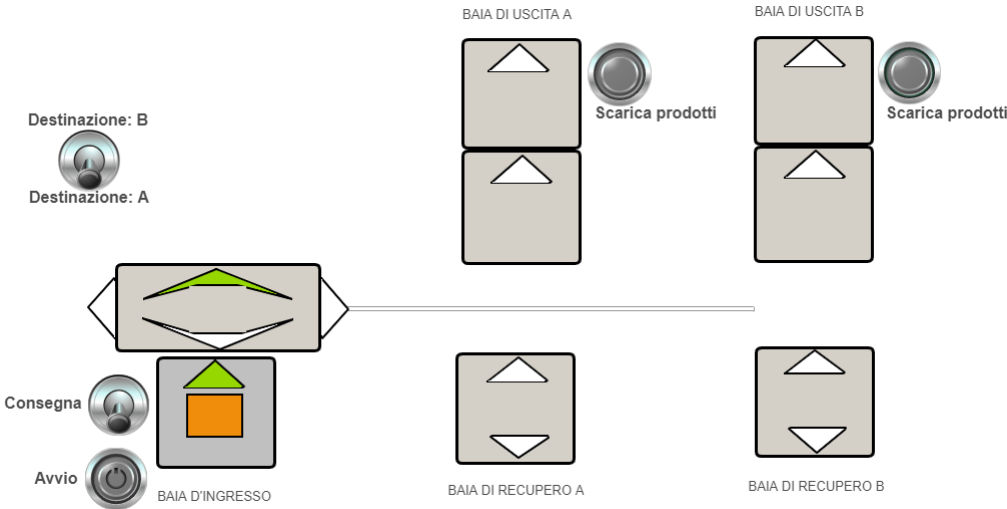 BAIA DI USCITA A
BAIA DI USCITA B
Scarica prodotti
Scarica prodotti
Destinazione: B
Destinazione: A
Consegna
Avvio
BAIA D'INGRESSO
BAIA DI RECUPERO A
BAIA DI RECUPERO B